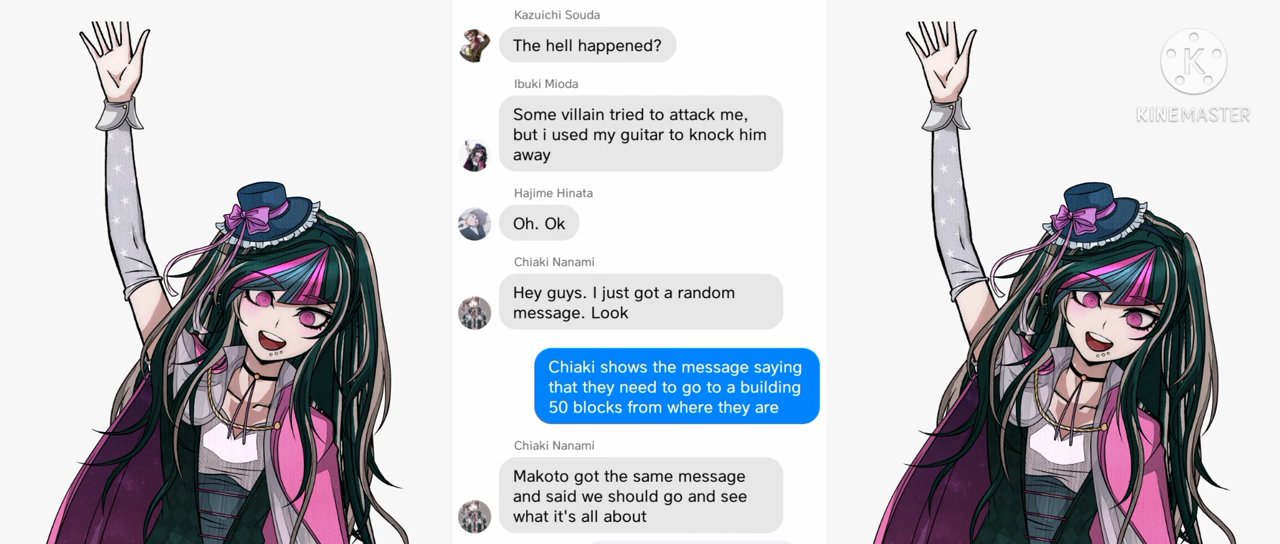 Kazuichi Souda
The hell happened?
Ibuki Mioda
Some villain tried to attack me,
but i used my guitar to knock him
away
Hajime Hinata
Oh. Ok
Chiaki Nanami
Hey guys. I just got a random
message. Look
Chiaki shows the message saying
that they need to go to a building
50 blocks from where they are
Chiaki Nanami
Makoto got the same message
and said we should go and see
what it's all about
K
KINEMASTER